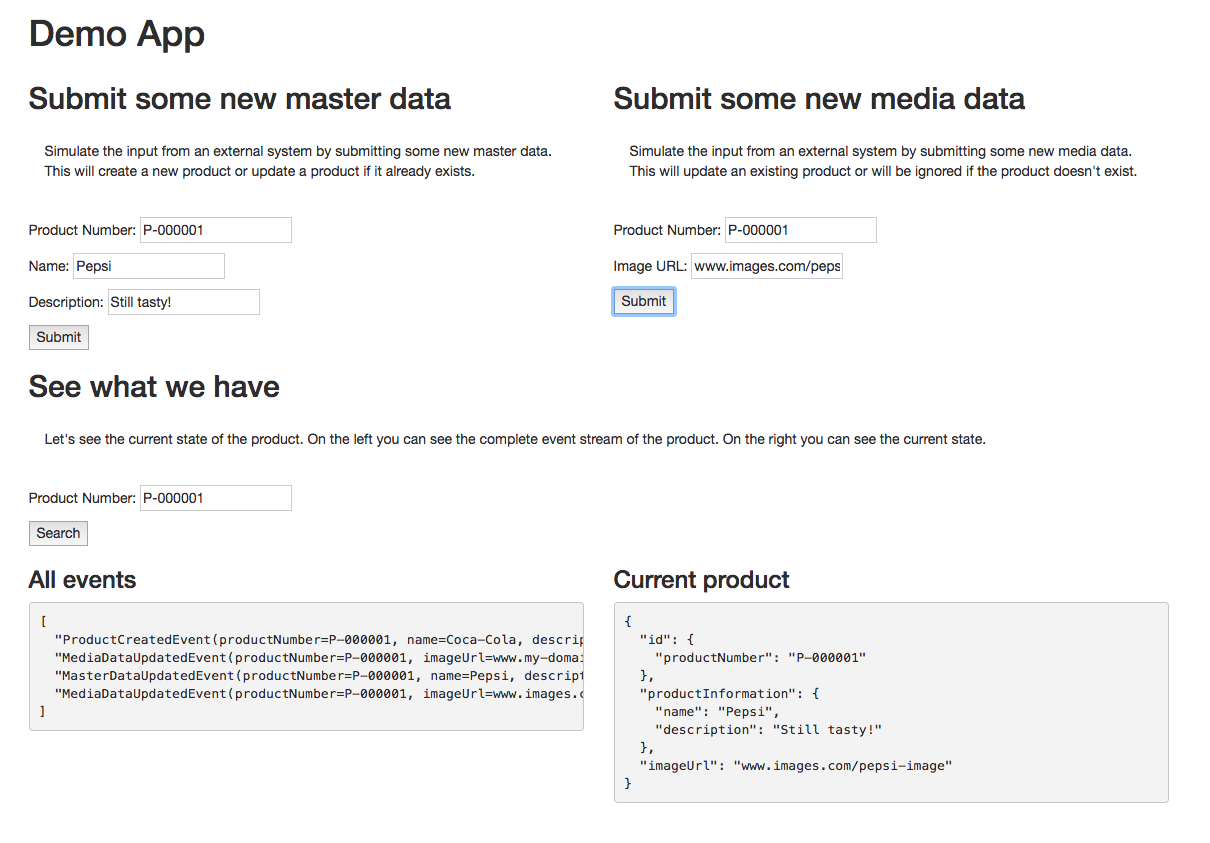 Demo App
Submit some new master data
Simulate the input from an external system by submitting some new master data.
This will create a new product or update a product if it already exists.
Product Number: P-000001
Name: Pepsi
Description: Still tasty!
Submit
Submit some new media data
Simulate the input from an external system by submitting some new media data.
This will update an existing product or will be ignored if the product doesn't exist.
Product Number: P-000001
Image URL: www.images.com/peps
Submit
See what we have
Let's see the current state of the product. On the left you can see the complete event stream of the product. On the right you can see the current state.
Product Number: P-000001
Search
All events
[
"ProductCreatedEvent(productNumber=P-000001, name=Coca-Cola, descrip
"MediaDataUpdatedEvent(productNumber=P-000001, imageUrl=www.my-domai
"MasterDataUpdatedEvent(productNumber=P-000001, name=Pepsi, descript
"MediaDataUpdatedEvent(productNumber=P-000001, imageUrl=www.images.c
]
Current product
{
"id": {
"productNumber": "P-000001"
},
"productInformation": {
"name": "Pepsi",
"description": "Still tasty!"
},
"imageUrl": "www.images.com/pepsi-image"
}